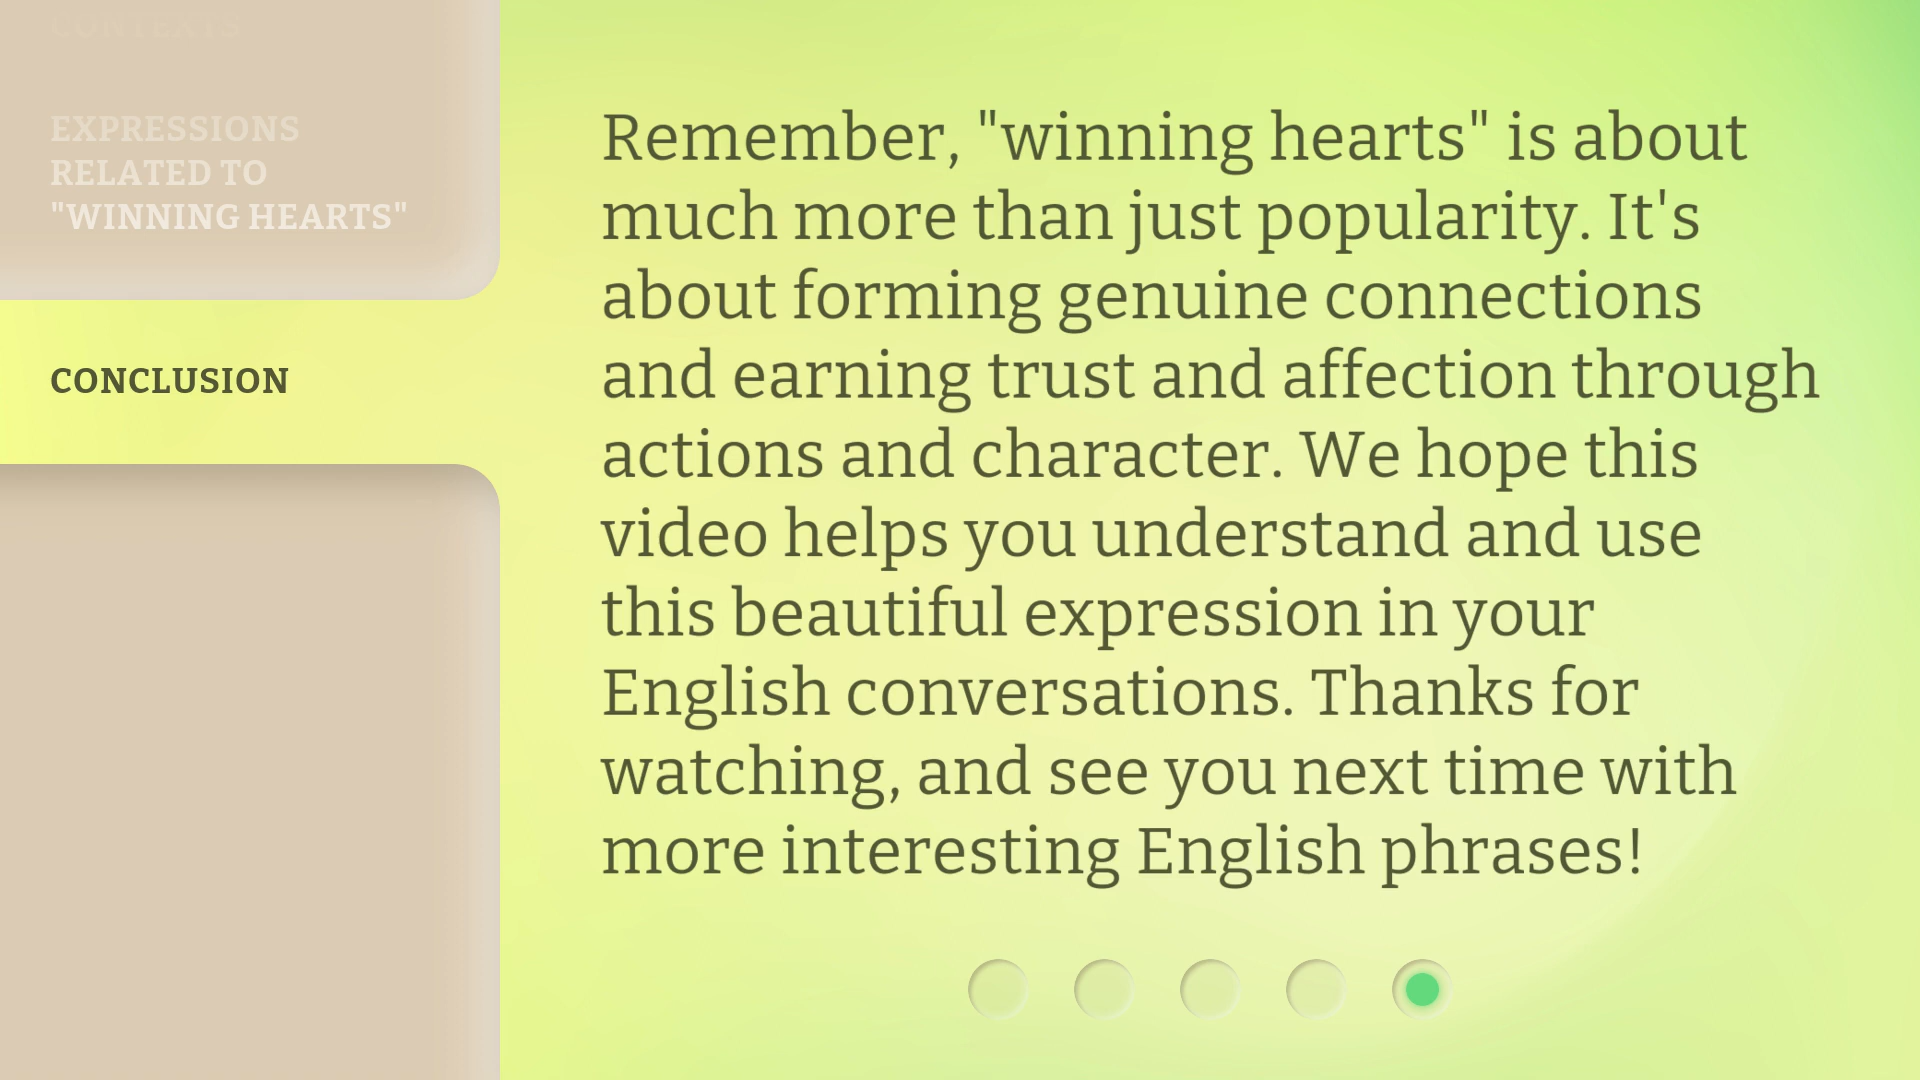 CONTEXTS
EXPRESSIONS
RELATED TO
"WINNING HEARTS"
CONCLUSION
Remember, "winning hearts" is about
much more than just popularity. It's
about forming genuine connections
and earning trust and affection through
actions and character. We hope this
video helps you understand and use
this beautiful expression in your
English conversations. Thanks for
watching, and see you next time with
more interesting English phrases!